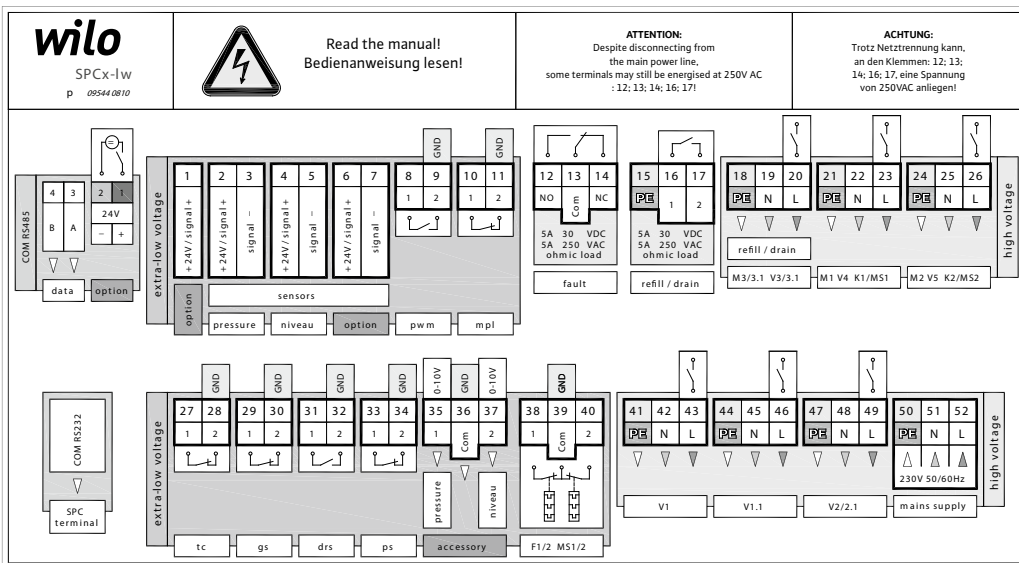 wilo
SPCx-lw
p 09544 0810
Read the manual!
Bedienanweisung lesen!
ATTENTION:
Despite disconnecting from
the main power line,
some terminals may still be energised at 250V AC
: 12; 13; 14; 16; 17!
ACHTUNG:
Trotz Netztrennung kann,
an den Klemmen: 12; 13;
14; 16; 17, eine Spannung
von 250VAC anliegen!
COM RS485
4 3
B A
data
2 1
24V
– +
option
extra-low voltage
1 2 3 4 5 6 7
+24V/signal+
+24V/signal+
signal –
+24V/signal+
signal –
+24V/signal+
signal –
option
sensors
pressure niveau option
GND
8 9
1 2
pwm
GND
10 11
1 2
mpl
12 13 14
NO Com NC
5A 30 VDC
5A 250 VAC
ohmic load
fault
15 16 17
PE 1 2
5A 30 VDC
5A 250 VAC
ohmic load
refill / drain
18 19 20
PE N L
refill / drain
M3/3.1 V3/3.1
21 22 23
PE N L
M1 V4 K1/MS1
24 25 26
PE N L
M2 V5 K2/MS2
high voltage
COM RS232
SPC
terminal
extra-low voltage
GND
27 28
1 2
tc
GND
29 30
1 2
gs
GND
31 32
1 2
drs
GND
33 34
1 2
ps
0-10V GND 0-10V
35 36 37
1 Com 2
pressure niveau
accessory
GND
38 39 40
1 Com 2
F1/2 MS1/2
41 42 43
PE N L
V1
44 45 46
PE N L
V1.1
47 48 49
PE N L
V2/2.1
50 51 52
PE N L
230V 50/60Hz
mains supply
high voltage